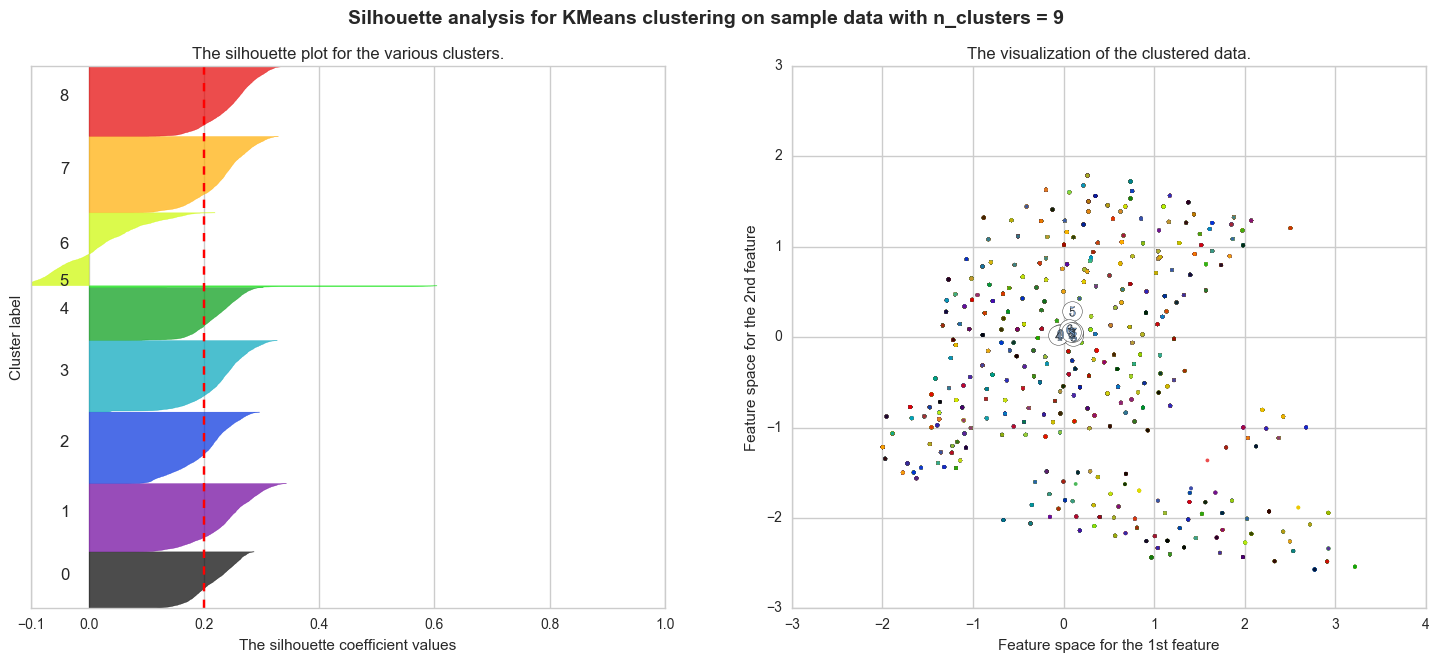 Silhouette analysis for KMeans clustering on sample data with n_clusters = 9
The silhouette plot for the various clusters.
8
7
6
5
4
3
2
1
0
Cluster label
−0.1 0.0 0.2 0.4 0.6 0.8 1.0
The silhouette coefficient values
The visualization of the clustered data.
3
2
1
0
−1
−2
−3
Feature space for the 2nd feature
5
4
−3 −2 −1 0 1 2 3 4
Feature space for the 1st feature